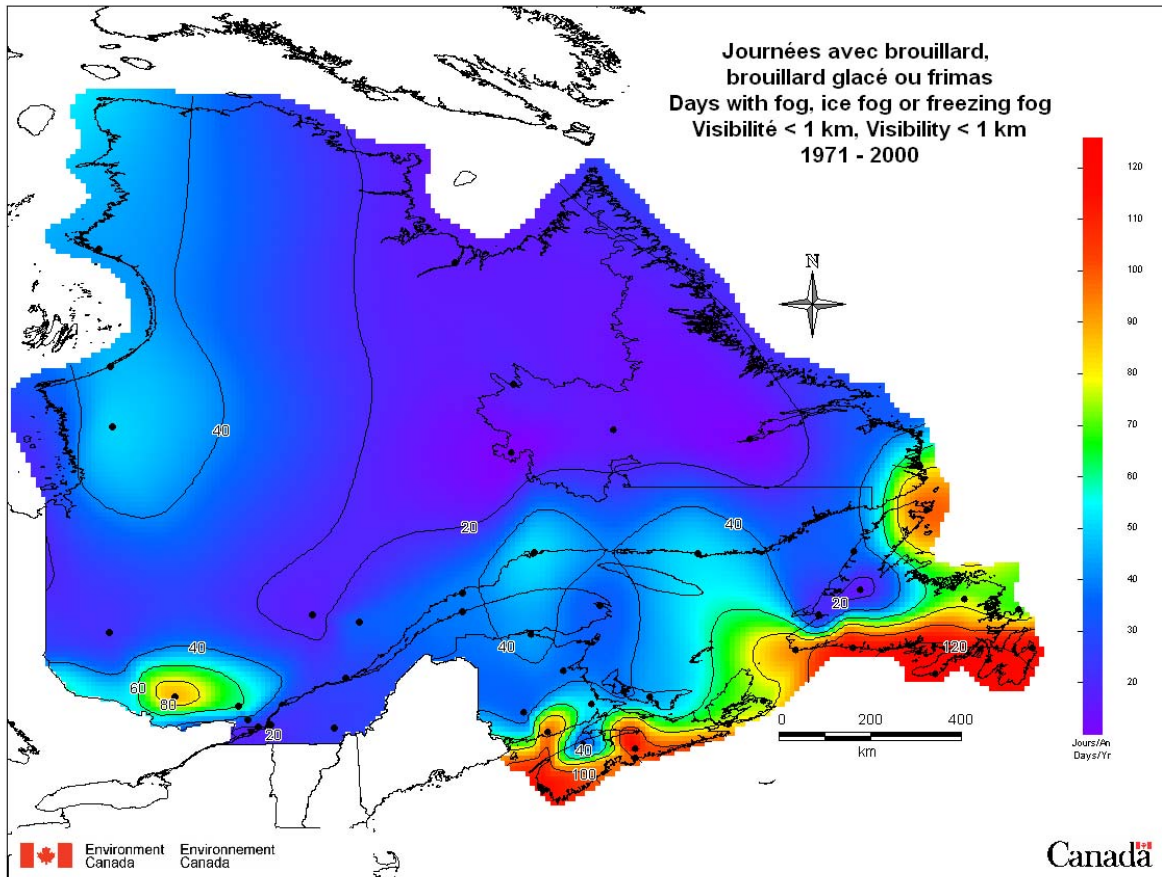 Journées avec brouillard,
brouillard glacé ou frimas
Days with fog, ice fog or freezing fog
Visibilité < 1 km, Visibility < 1 km
1971 - 2000
N
120
110
100
90
80
70
60
50
40
30
20
Jours/An
Days/Yr
40
20
40
20
40
60
80
20
40
40
100
120
0 200 400
km
Environment Canada
Environnement Canada
Canada